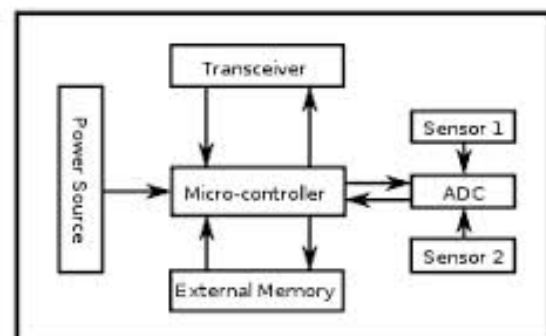 Transceiver
Power Source
Sensor 1
Micro-controller
ADC
Sensor 2
External Memory